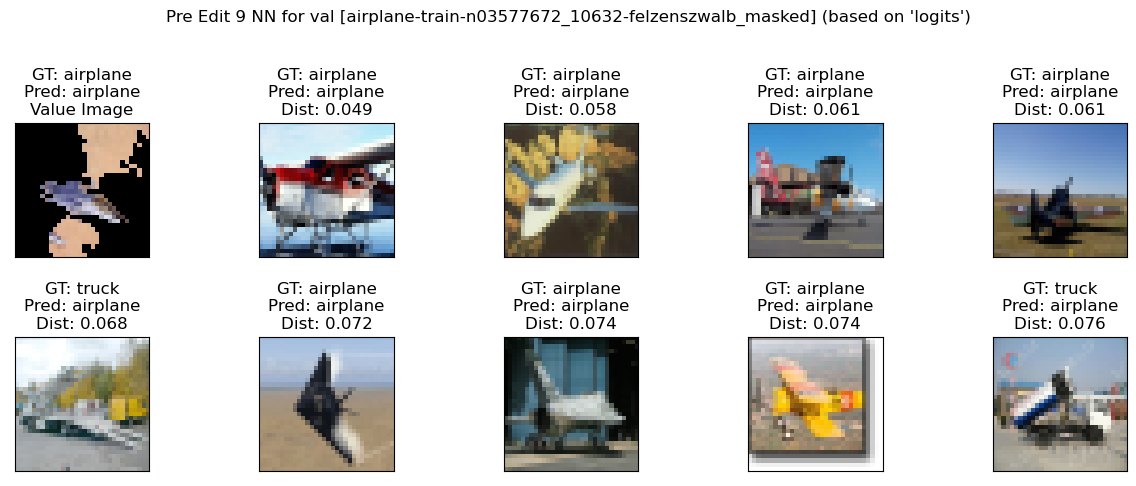 Pre Edit 9 NN for val [airplane-train-n03577672_10632-felzenszwalb_masked] (based on 'logits')
GT: airplane
Pred: airplane
Value Image
GT: airplane
Pred: airplane
Dist: 0.049
GT: airplane
Pred: airplane
Dist: 0.058
GT: airplane
Pred: airplane
Dist: 0.061
GT: airplane
Pred: airplane
Dist: 0.061
GT: truck
Pred: airplane
Dist: 0.068
GT: airplane
Pred: airplane
Dist: 0.072
GT: airplane
Pred: airplane
Dist: 0.074
GT: airplane
Pred: airplane
Dist: 0.074
GT: truck
Pred: airplane
Dist: 0.076